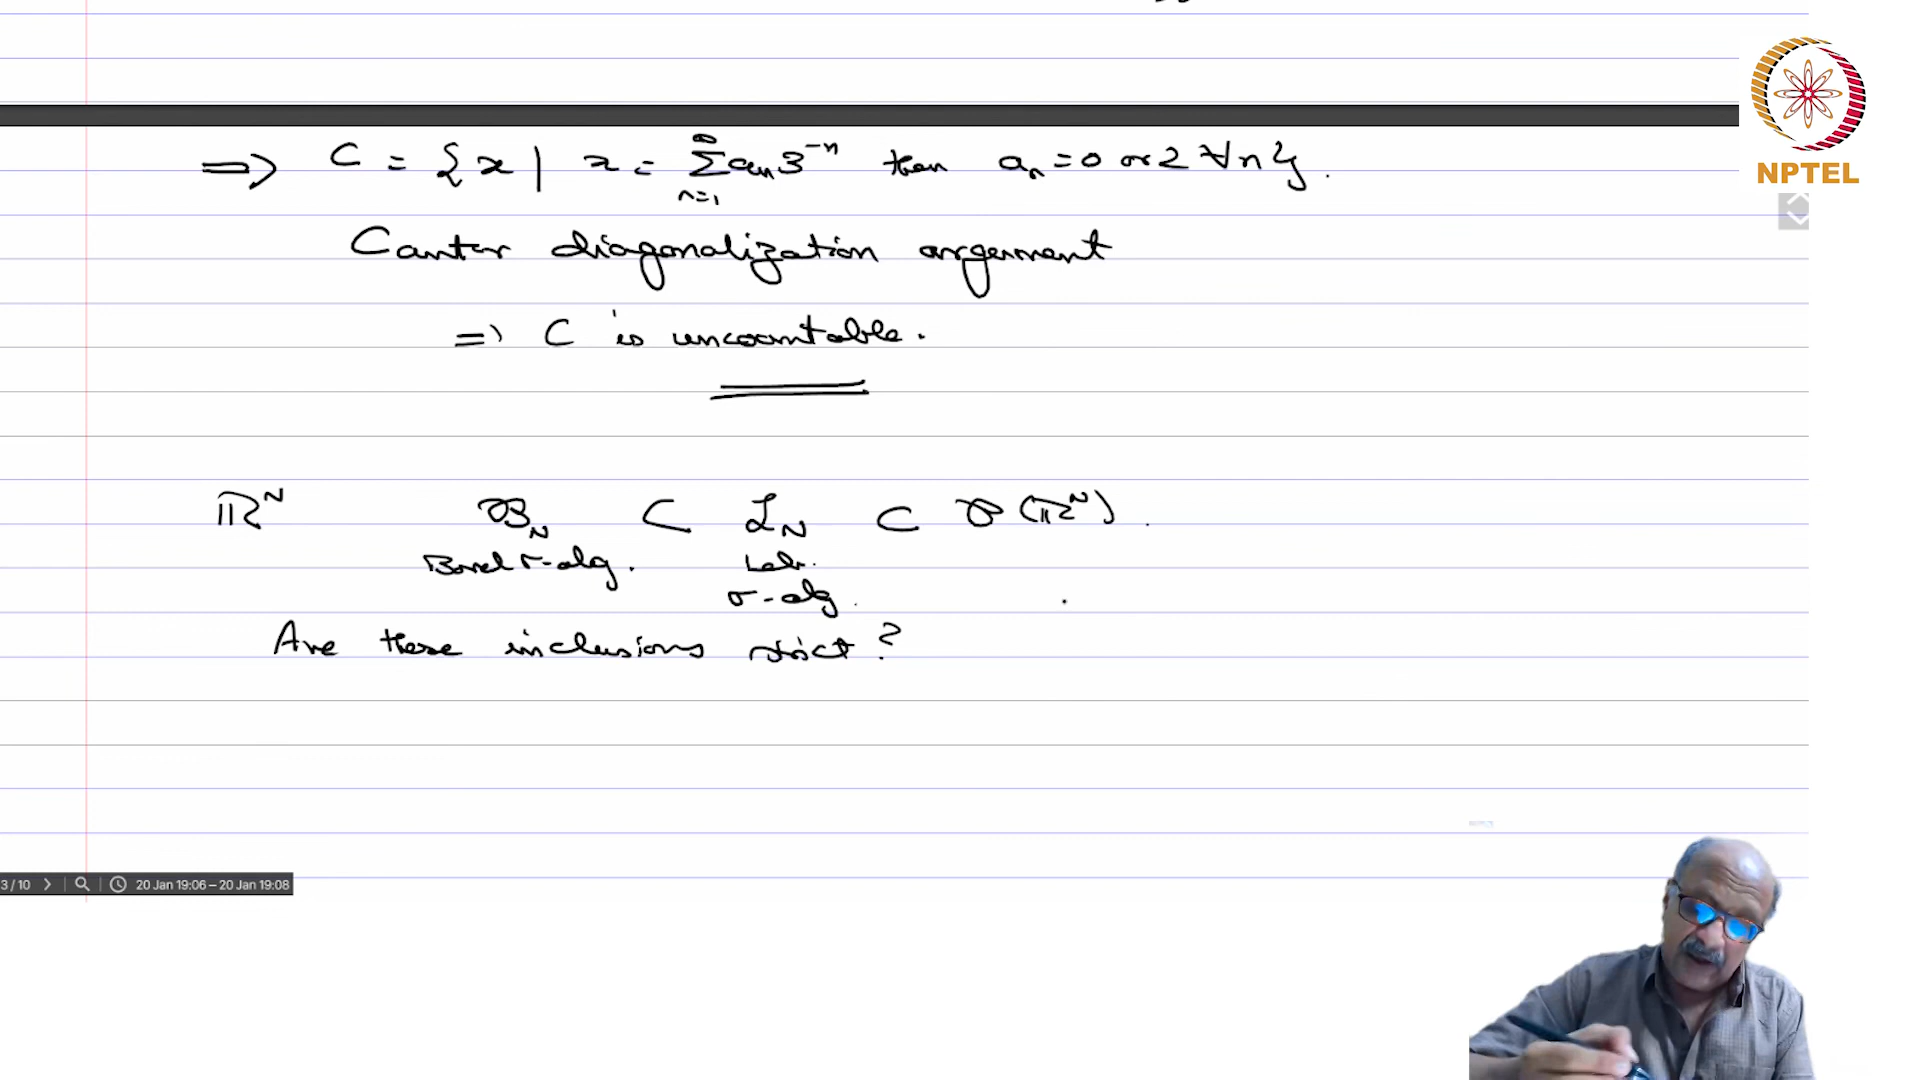 ⇒ C = {x | x = ∑_{n=1}^{∞} a_n 3^{-n} then a_n = 0 or 2 ∀n}.
NPTEL
Cantor diagonalization argument
⇒ C is uncountable.
ℝ^N 𝓑_N ⊂ 𝓛_N ⊂ 𝒫(ℝ^N).
Borel σ-alg. Leb.
σ-alg.
Are these inclusions strict?
3 / 10 20 Jan 19:06 – 20 Jan 19:08